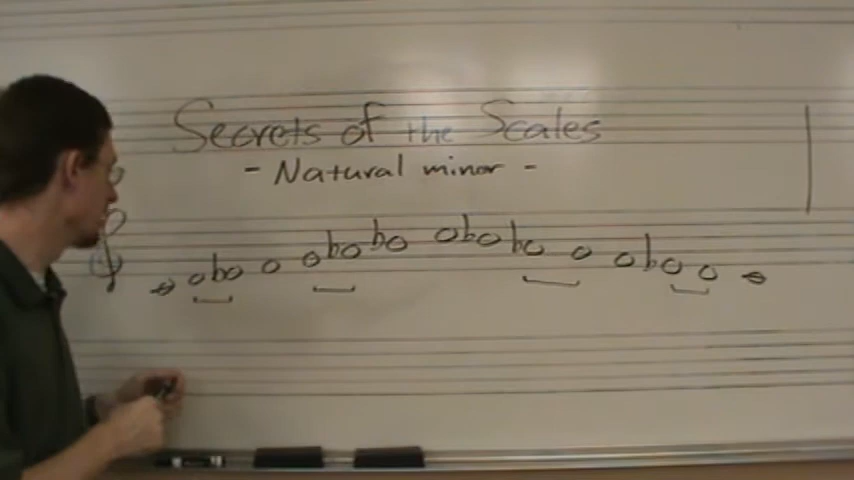 Secrets of the Scales
- Natural minor -